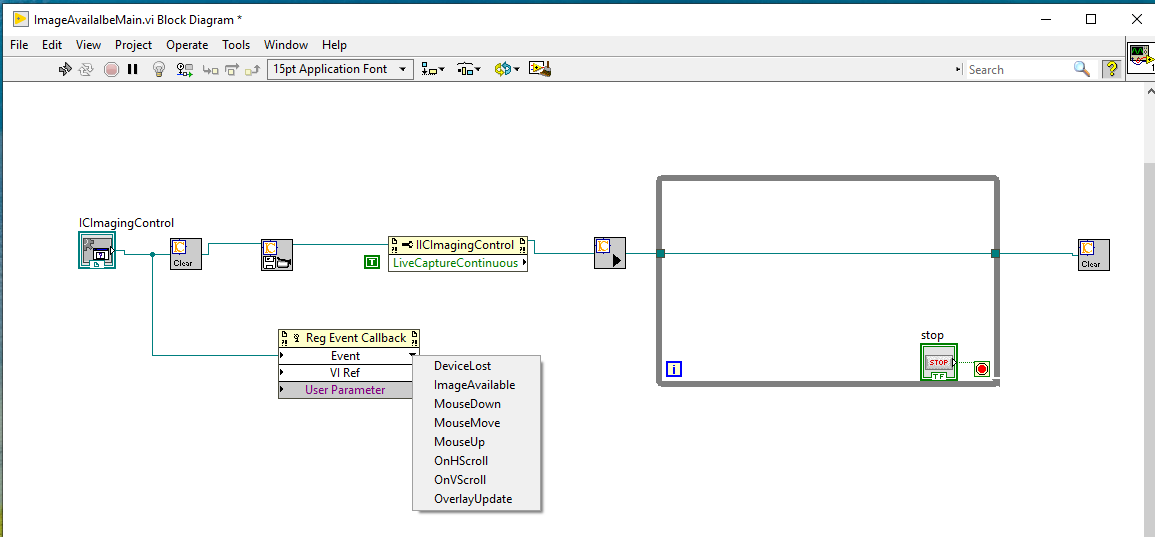 ImageAvailalbeMain.vi Block Diagram *
File Edit View Project Operate Tools Window Help
15pt Application Font
Search
?
1
ICImagingControl
?
Clear
IICImagingControl
T
LiveCaptureContinuous
Clear
Reg Event Callback
Event
VI Ref
User Parameter
DeviceLost
ImageAvailable
MouseDown
MouseMove
MouseUp
OnHScroll
OnVScroll
OverlayUpdate
stop
STOP
TF
i